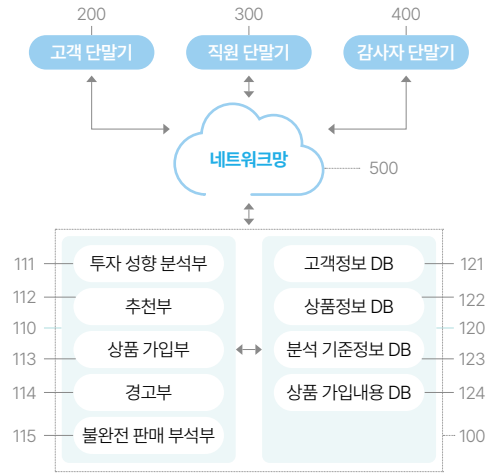 200 300 400
고객 단말기 직원 단말기 감사자 단말기
네트워크망
500
111 투자 성향 분석부 고객정보 DB 121
112 추천부 상품정보 DB 122
110 120
113 상품 가입부 분석 기준정보 DB 123
114 경고부 상품 가입내용 DB 124
115 불완전 판매 부석부 100